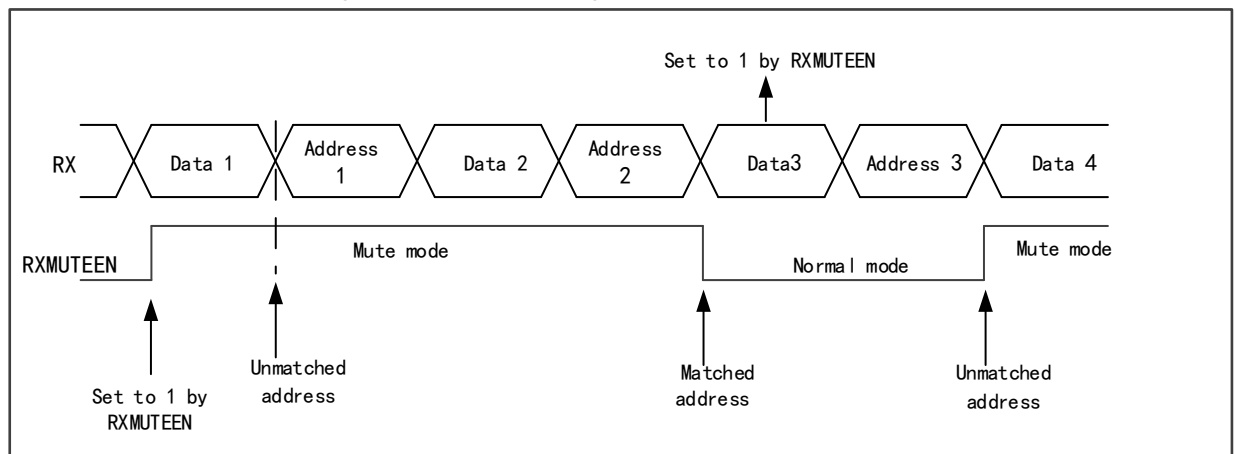 Set to 1 by RXMUTEEN
RX
Data 1
Address
1
Data 2
Address
2
Data3
Address 3
Data 4
RXMUTEEN
Mute mode
Normal mode
Mute mode
Set to 1 by
RXMUTEEN
Unmatched
address
Matched
address
Unmatched
address